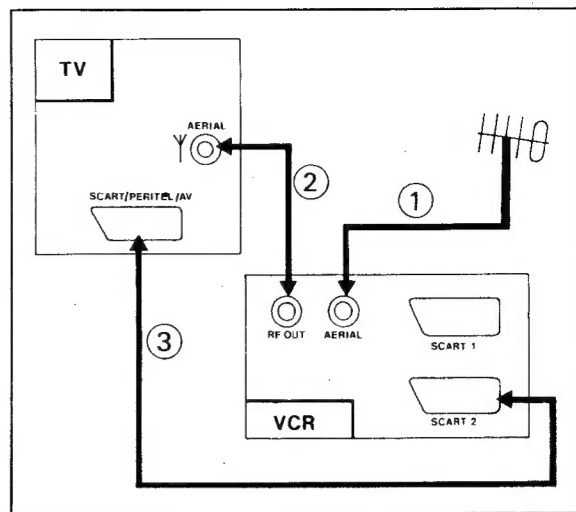 TV
AERIAL
SCART/PERITEL/AV
2
1
3
RF OUT
AERIAL
SCART 1
SCART 2
VCR